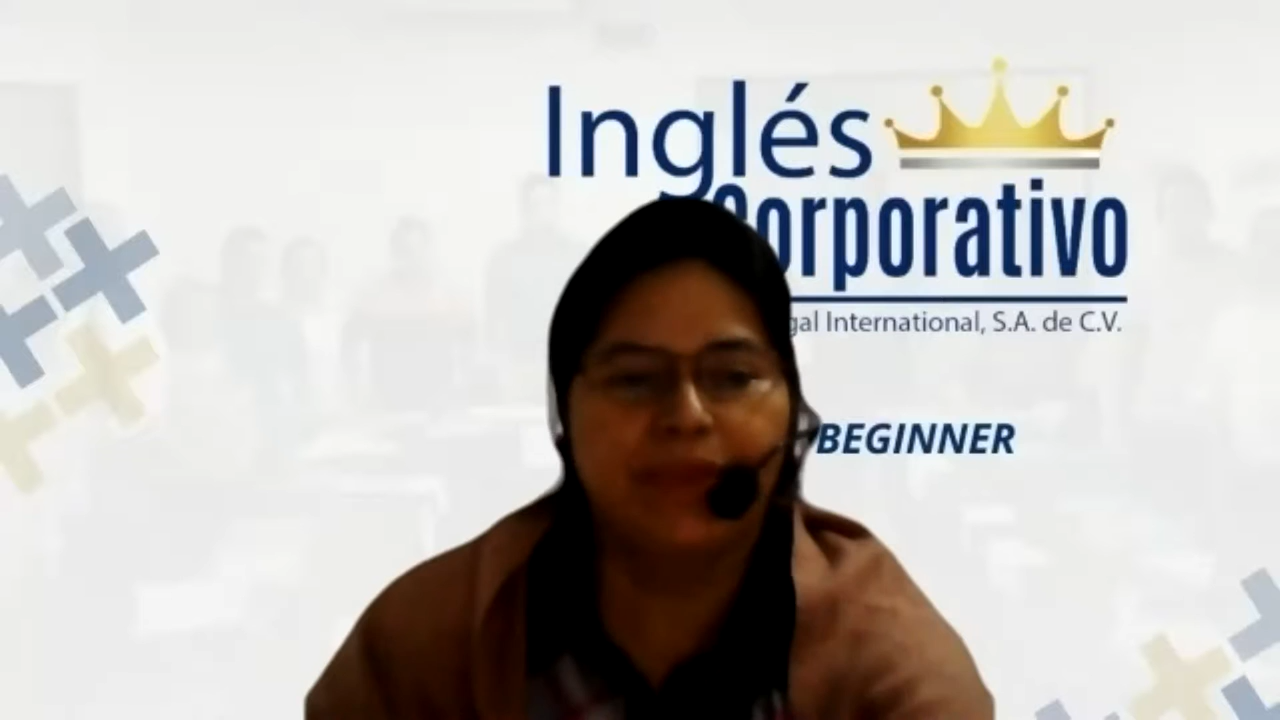 Inglés
Corporativo
International, S.A. de C.V.
BEGINNER